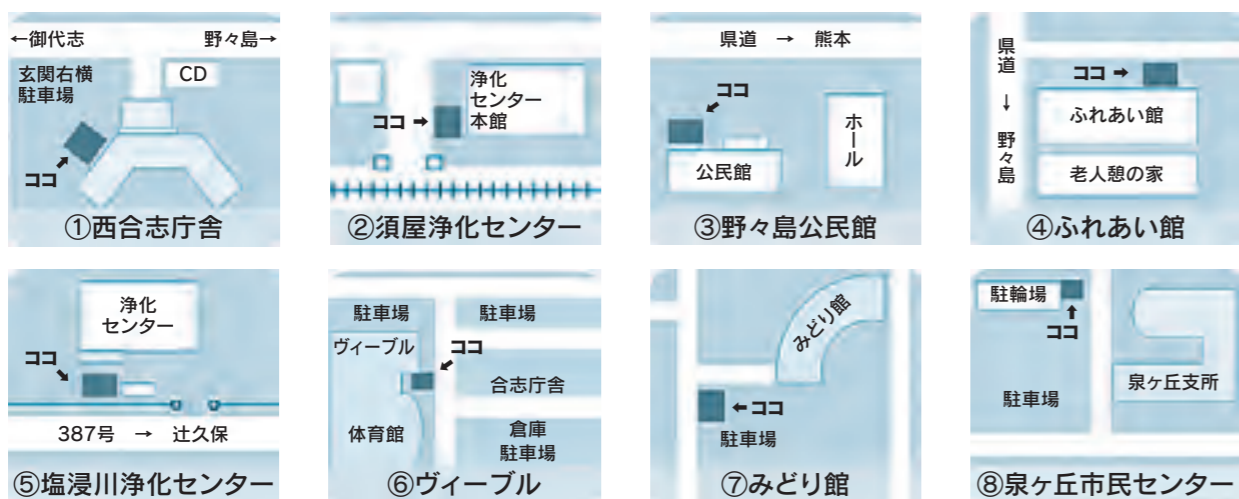 ←御代志 野々島→
玄関右横
駐車場
CD
ココ
①西合志庁舎
浄化
センター
本館
ココ→
②須屋浄化センター
県道 → 熊本
ココ
公民館
ホール
③野々島公民館
県道 → 野々島
ココ→
ふれあい館
老人憩の家
④ふれあい館
浄化
センター
ココ
387号 → 辻久保
⑤塩浸川浄化センター
駐車場
駐車場
ヴィーブル
ココ
合志庁舎
体育館
倉庫
駐車場
⑥ヴィーブル
みどり館
←ココ
駐車場
⑦みどり館
駐輪場
ココ
泉ヶ丘支所
駐車場
⑧泉ヶ丘市民センター